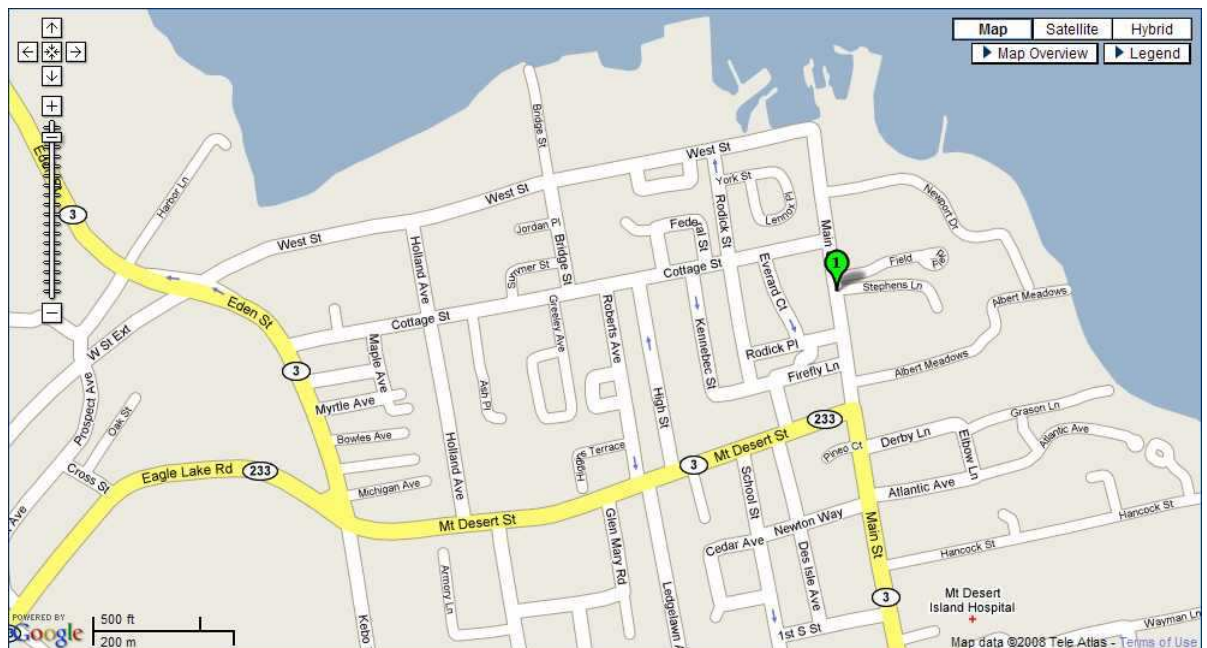 Map
Satellite
Hybrid
Map Overview
Legend
Bridge St
West St
York St
Lennox Pl
Newport Dr
Harbor Ln
3
West St
Rodick St
Federal St
Jordan Pl
Bridge St
Main
Field
Stephens Ln
1
West St
Holland Ave
Cottage St
Everard Ct
Albert Meadows
Eden St
Greeley Ave
Roberts Ave
Kennebec St
Cottage St
W St Ext
Maple Ave
Rodick Pl
Firefly Ln
Albert Meadows
3
Ash Pl
High St
Myrtle Ave
Prospect Ave
Oak St
233
Grason Ln
Bowles Ave
Holland Ave
Mt Desert St
Derby Ln
Elbow Ln
Atlantic Ave
Pineo Ct
Cross St
Eagle Lake Rd
233
3
School St
Michigan Ave
Atlantic Ave
Mt Desert St
Glen Mary Rd
Newton Way
Main St
Hancock St
Cedar Ave
Des Isle Ave
Hancock St
Armory Ln
Ledgelawn A
Mt Desert
Island Hospital
3
Kebo
1st S St
Wayman Ln
POWERED BY
Google
500 ft
200 m
Map data ©2008 Tele Atlas - Terms of Use